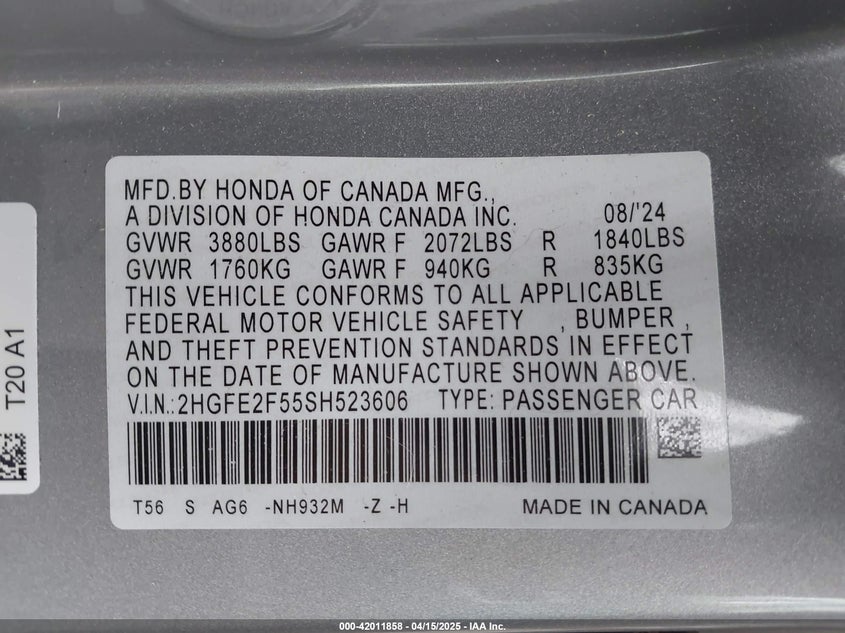 MFD.BY HONDA OF CANADA MFG.,
A DIVISION OF HONDA CANADA INC. 08/'24
GVWR 3880LBS GAWR F 2072LBS R 1840LBS
GVWR 1760KG GAWR F 940KG R 835KG
THIS VEHICLE CONFORMS TO ALL APPLICABLE
FEDERAL MOTOR VEHICLE SAFETY , BUMPER ,
AND THEFT PREVENTION STANDARDS IN EFFECT
ON THE DATE OF MANUFACTURE SHOWN ABOVE.
V.I.N.: 2HGFE2F55SH523606 TYPE: PASSENGER CAR
T56 S AG6 -NH932M -Z -H MADE IN CANADA
T20 A1
000-42011858 - 04/15/2025 - IAA Inc.